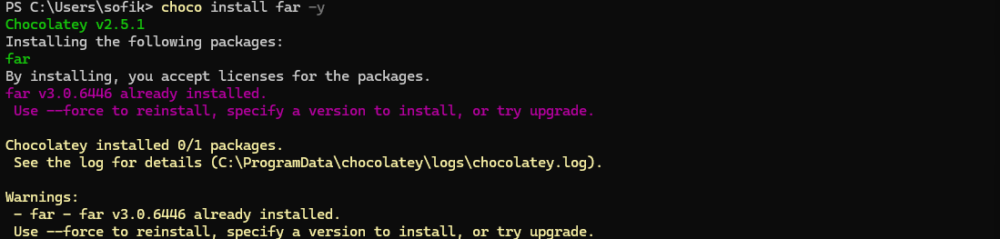 PS C:\Users\sofik> choco install far -y
Chocolatey v2.5.1
Installing the following packages:
far
By installing, you accept licenses for the packages.
far v3.0.6446 already installed.
 Use --force to reinstall, specify a version to install, or try upgrade.

Chocolatey installed 0/1 packages.
 See the log for details (C:\ProgramData\chocolatey\logs\chocolatey.log).

Warnings:
 - far - far v3.0.6446 already installed.
 Use --force to reinstall, specify a version to install, or try upgrade.